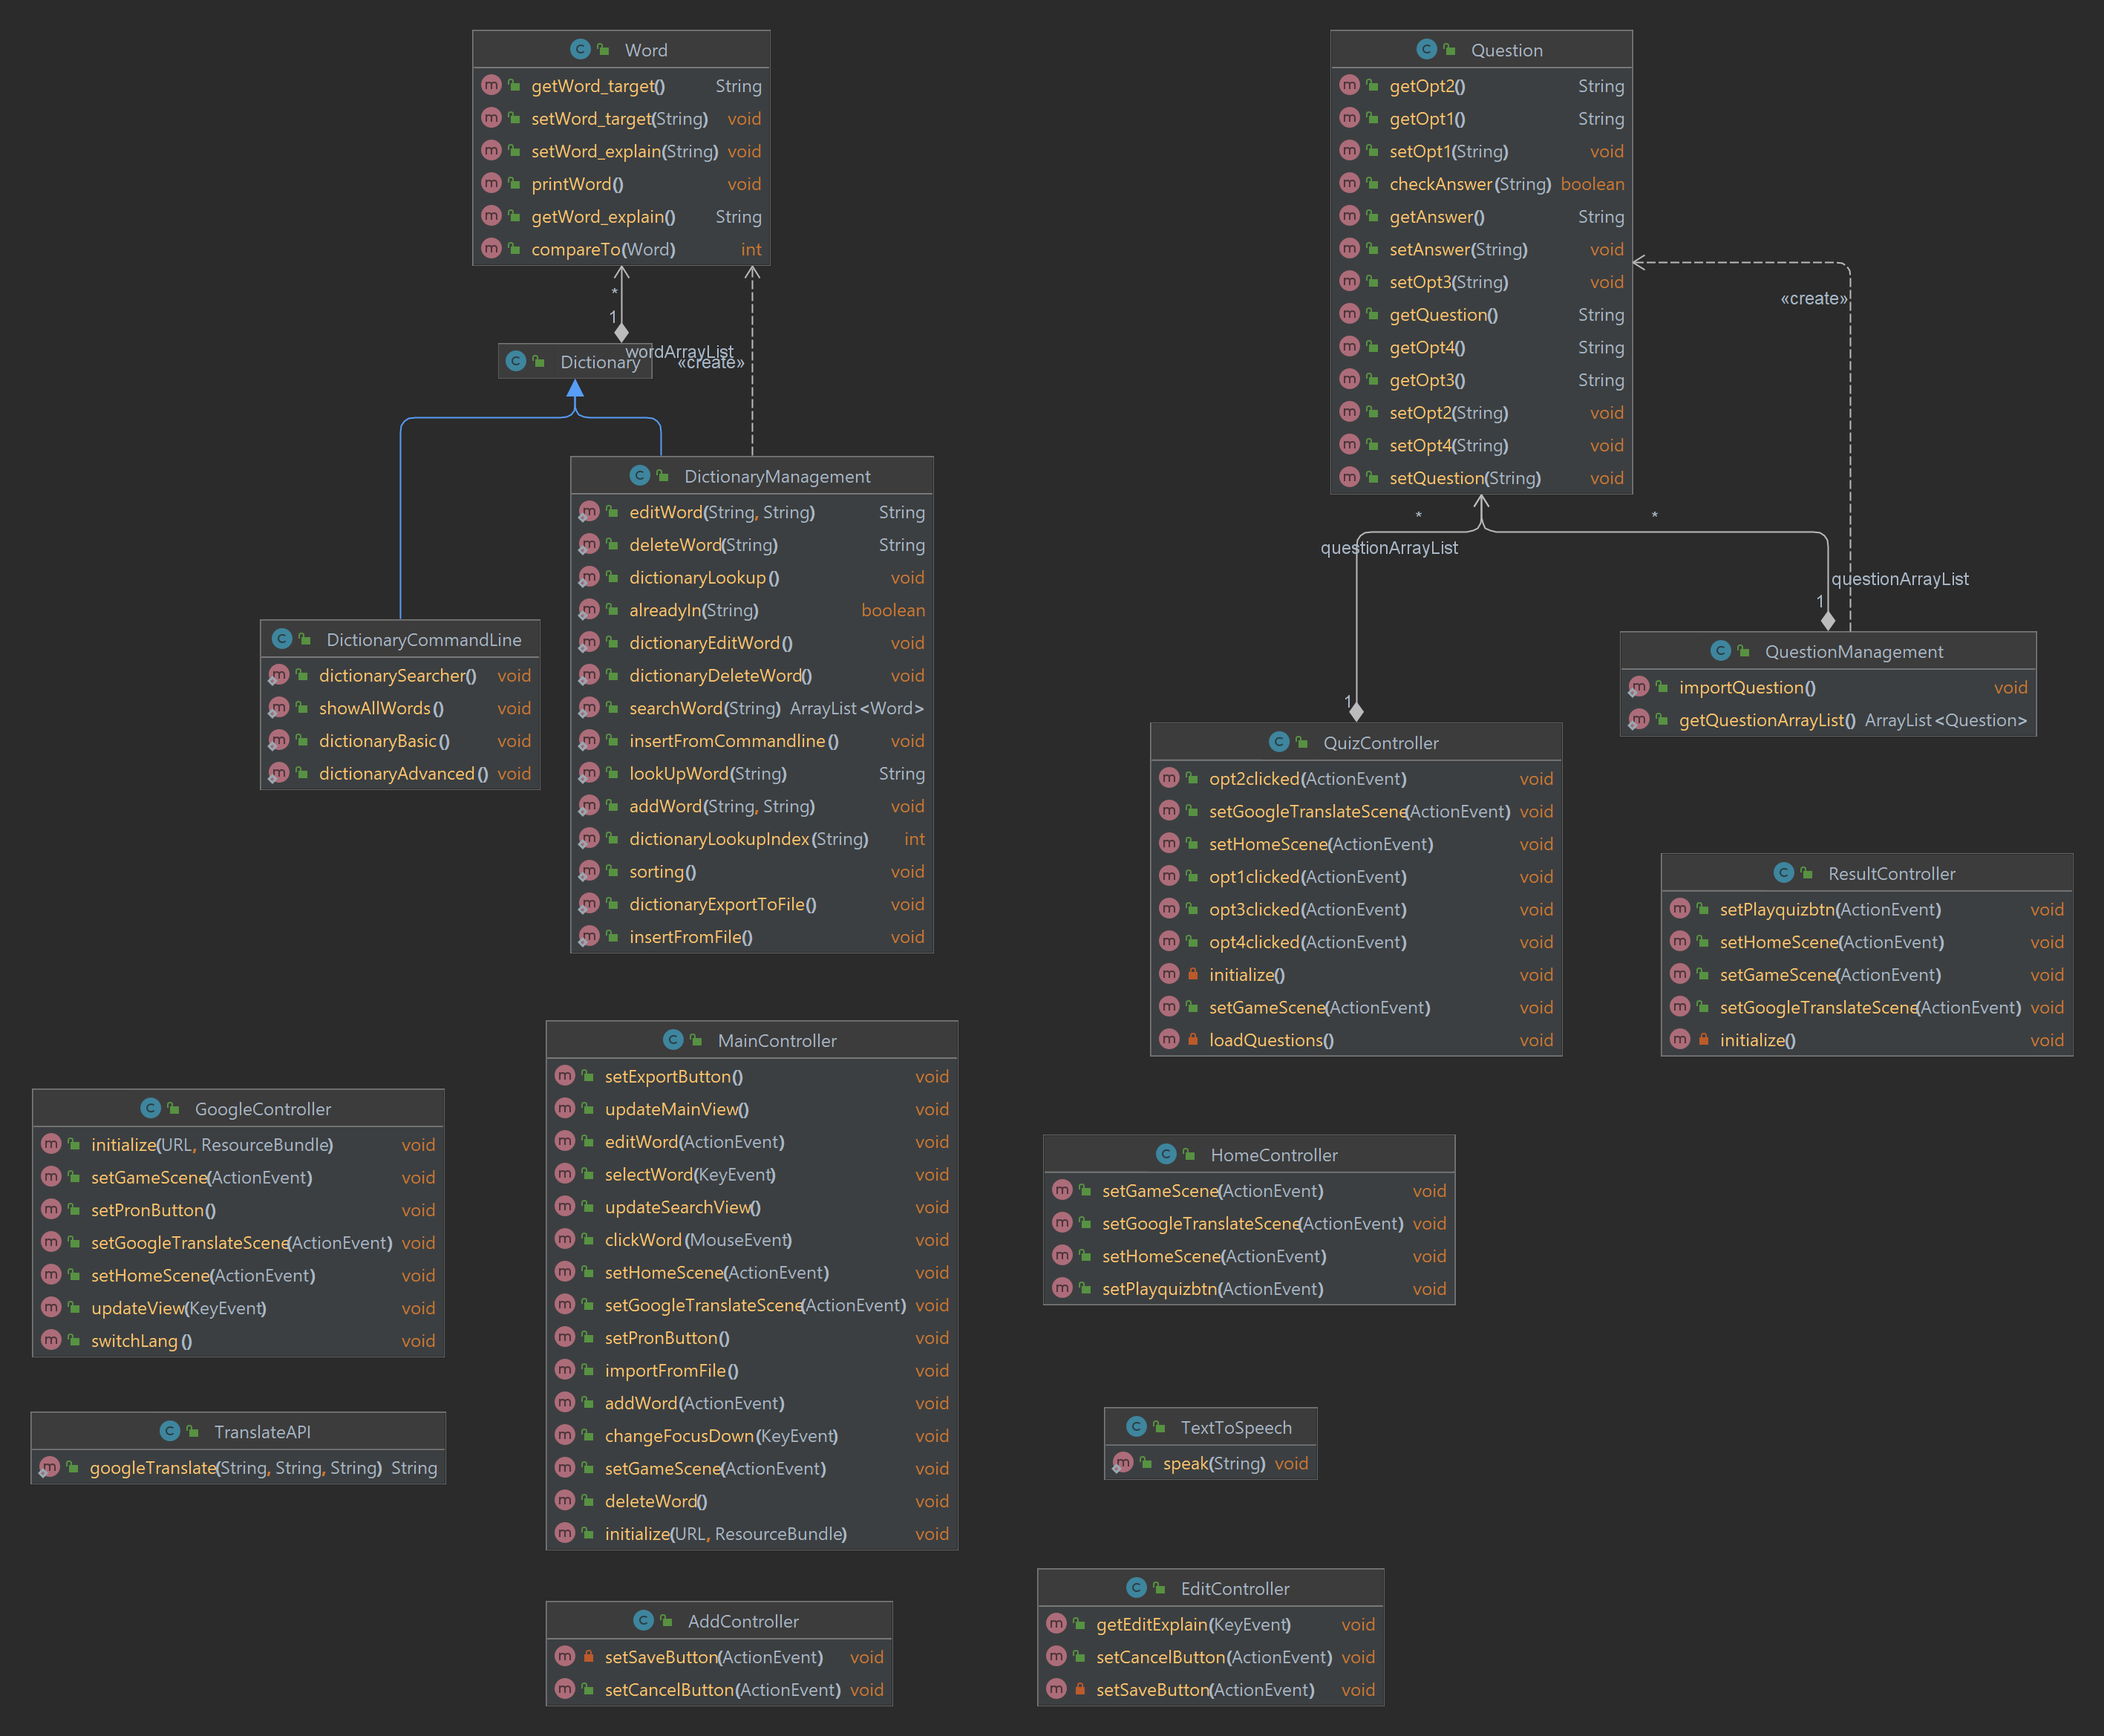 Word
getWord_target() String
setWord_target(String) void
setWord_explain(String) void
printWord() void
getWord_explain() String
compareTo(Word) int
*
1
wordArrayList
«create»
Dictionary
DictionaryManagement
editWord(String, String) String
deleteWord(String) String
dictionaryLookup() void
alreadyIn(String) boolean
dictionaryEditWord() void
dictionaryDeleteWord() void
searchWord(String) ArrayList<Word>
insertFromCommandline() void
lookUpWord(String) String
addWord(String, String) void
dictionaryLookupIndex(String) int
sorting() void
dictionaryExportToFile() void
insertFromFile() void
DictionaryCommandLine
dictionarySearcher() void
showAllWords() void
dictionaryBasic() void
dictionaryAdvanced() void
Question
getOpt2() String
getOpt1() String
setOpt1(String) void
checkAnswer(String) boolean
getAnswer() String
setAnswer(String) void
setOpt3(String) void
getQuestion() String
getOpt4() String
getOpt3() String
setOpt2(String) void
setOpt4(String) void
setQuestion(String) void
«create»
*
*
questionArrayList
questionArrayList
1
1
QuestionManagement
importQuestion() void
getQuestionArrayList() ArrayList<Question>
QuizController
opt2clicked(ActionEvent) void
setGoogleTranslateScene(ActionEvent) void
setHomeScene(ActionEvent) void
opt1clicked(ActionEvent) void
opt3clicked(ActionEvent) void
opt4clicked(ActionEvent) void
initialize() void
setGameScene(ActionEvent) void
loadQuestions() void
ResultController
setPlayquizbtn(ActionEvent) void
setHomeScene(ActionEvent) void
setGameScene(ActionEvent) void
setGoogleTranslateScene(ActionEvent) void
initialize() void
MainController
setExportButton() void
updateMainView() void
editWord(ActionEvent) void
selectWord(KeyEvent) void
updateSearchView() void
clickWord(MouseEvent) void
setHomeScene(ActionEvent) void
setGoogleTranslateScene(ActionEvent) void
setPronButton() void
importFromFile() void
addWord(ActionEvent) void
changeFocusDown(KeyEvent) void
setGameScene(ActionEvent) void
deleteWord() void
initialize(URL, ResourceBundle) void
GoogleController
initialize(URL, ResourceBundle) void
setGameScene(ActionEvent) void
setPronButton() void
setGoogleTranslateScene(ActionEvent) void
setHomeScene(ActionEvent) void
updateView(KeyEvent) void
switchLang() void
HomeController
setGameScene(ActionEvent) void
setGoogleTranslateScene(ActionEvent) void
setHomeScene(ActionEvent) void
setPlayquizbtn(ActionEvent) void
TranslateAPI
googleTranslate(String, String, String) String
TextToSpeech
speak(String) void
AddController
setSaveButton(ActionEvent) void
setCancelButton(ActionEvent) void
EditController
getEditExplain(KeyEvent) void
setCancelButton(ActionEvent) void
setSaveButton(ActionEvent) void